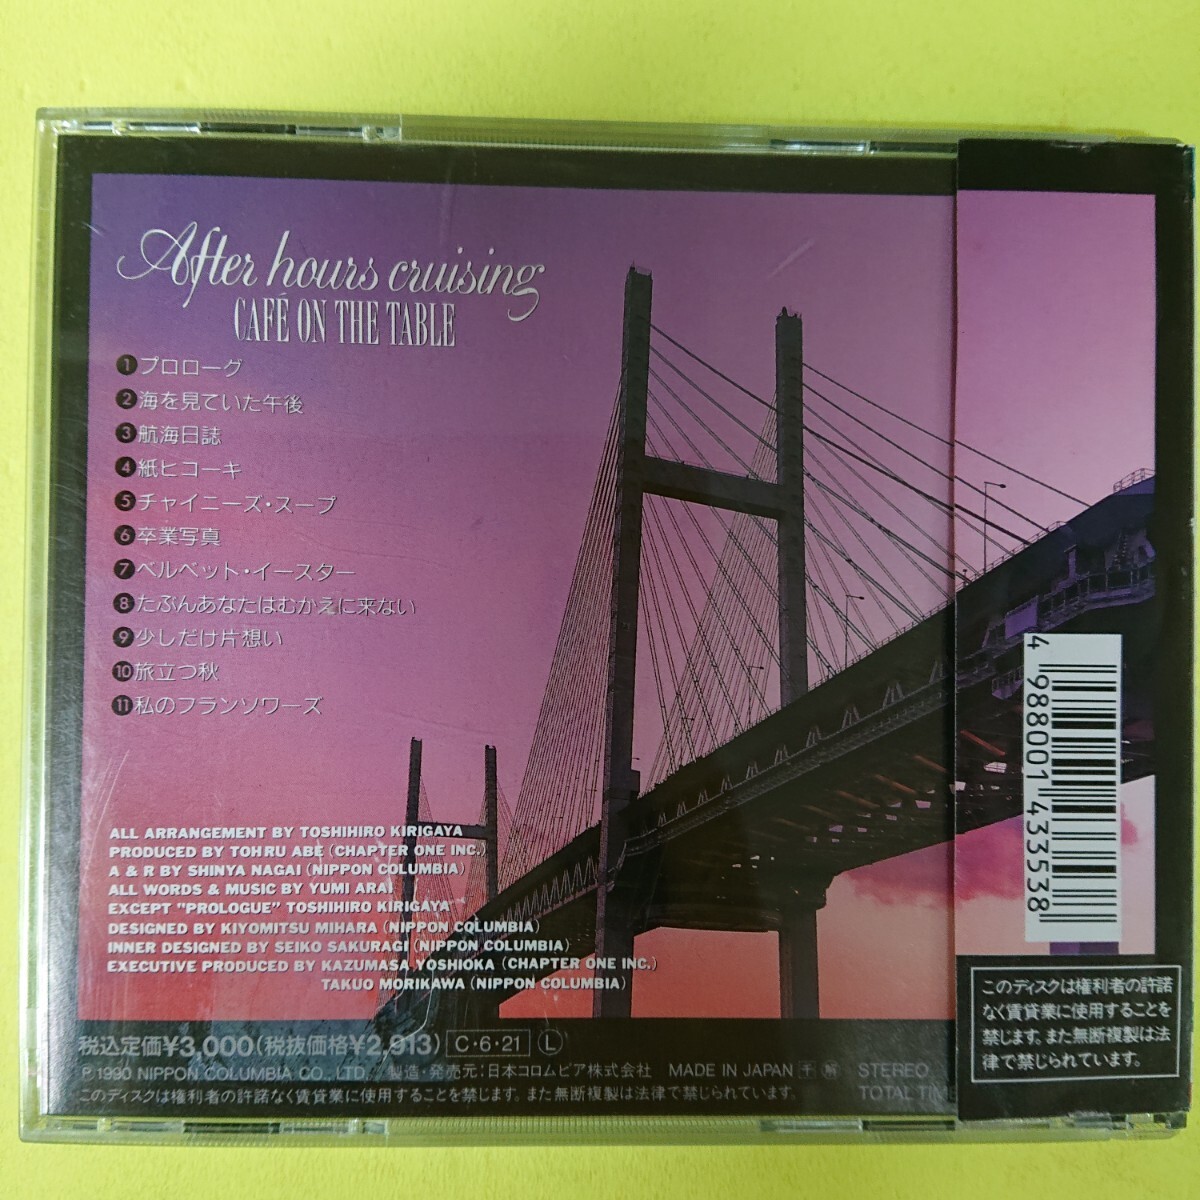 After hours cruising
CAFÉ ON THE TABLE
1 プロローグ
2 海を見ていた午後
3 航海日誌
4 紙ヒコーキ
5 チャイニーズ・スープ
6 卒業写真
7 ベルベット・イースター
8 たぶんあなたはむかえに来ない
9 少しだけ片想い
10 旅立つ秋
11 私のフランソワーズ
ALL ARRANGEMENT BY TOSHIHIRO KIRIGAYA
PRODUCED BY TOHRU ABE (CHAPTER ONE INC.)
A & R BY SHINYA NAGAI (NIPPON COLUMBIA)
ALL WORDS & MUSIC BY YUMI ARAI
EXCEPT "PROLOGUE" TOSHIHIRO KIRIGAYA
DESIGNED BY KIYOMITSU MIHARA (NIPPON COLUMBIA)
INNER DESIGNED BY SEIKO SAKURAGI (NIPPON COLUMBIA)
EXECUTIVE PRODUCED BY KAZUMASA YOSHIOKA (CHAPTER ONE INC.)
TAKUO MORIKAWA (NIPPON COLUMBIA)
税込定価¥3,000(税抜価格¥2,913) C・6・21 L
℗1990 NIPPON COLUMBIA CO., LTD. 製造・発売元:日本コロムビア株式会社 MADE IN JAPAN STEREO
このディスクは権利者の許諾なく賃貸業に使用することを禁じます。また無断複製は法律で禁じられています。 TOTAL TIM
4 988001 433538
このディスクは権利者の許諾
なく賃貸業に使用することを
禁じます。また無断複製は法
律で禁じられています。